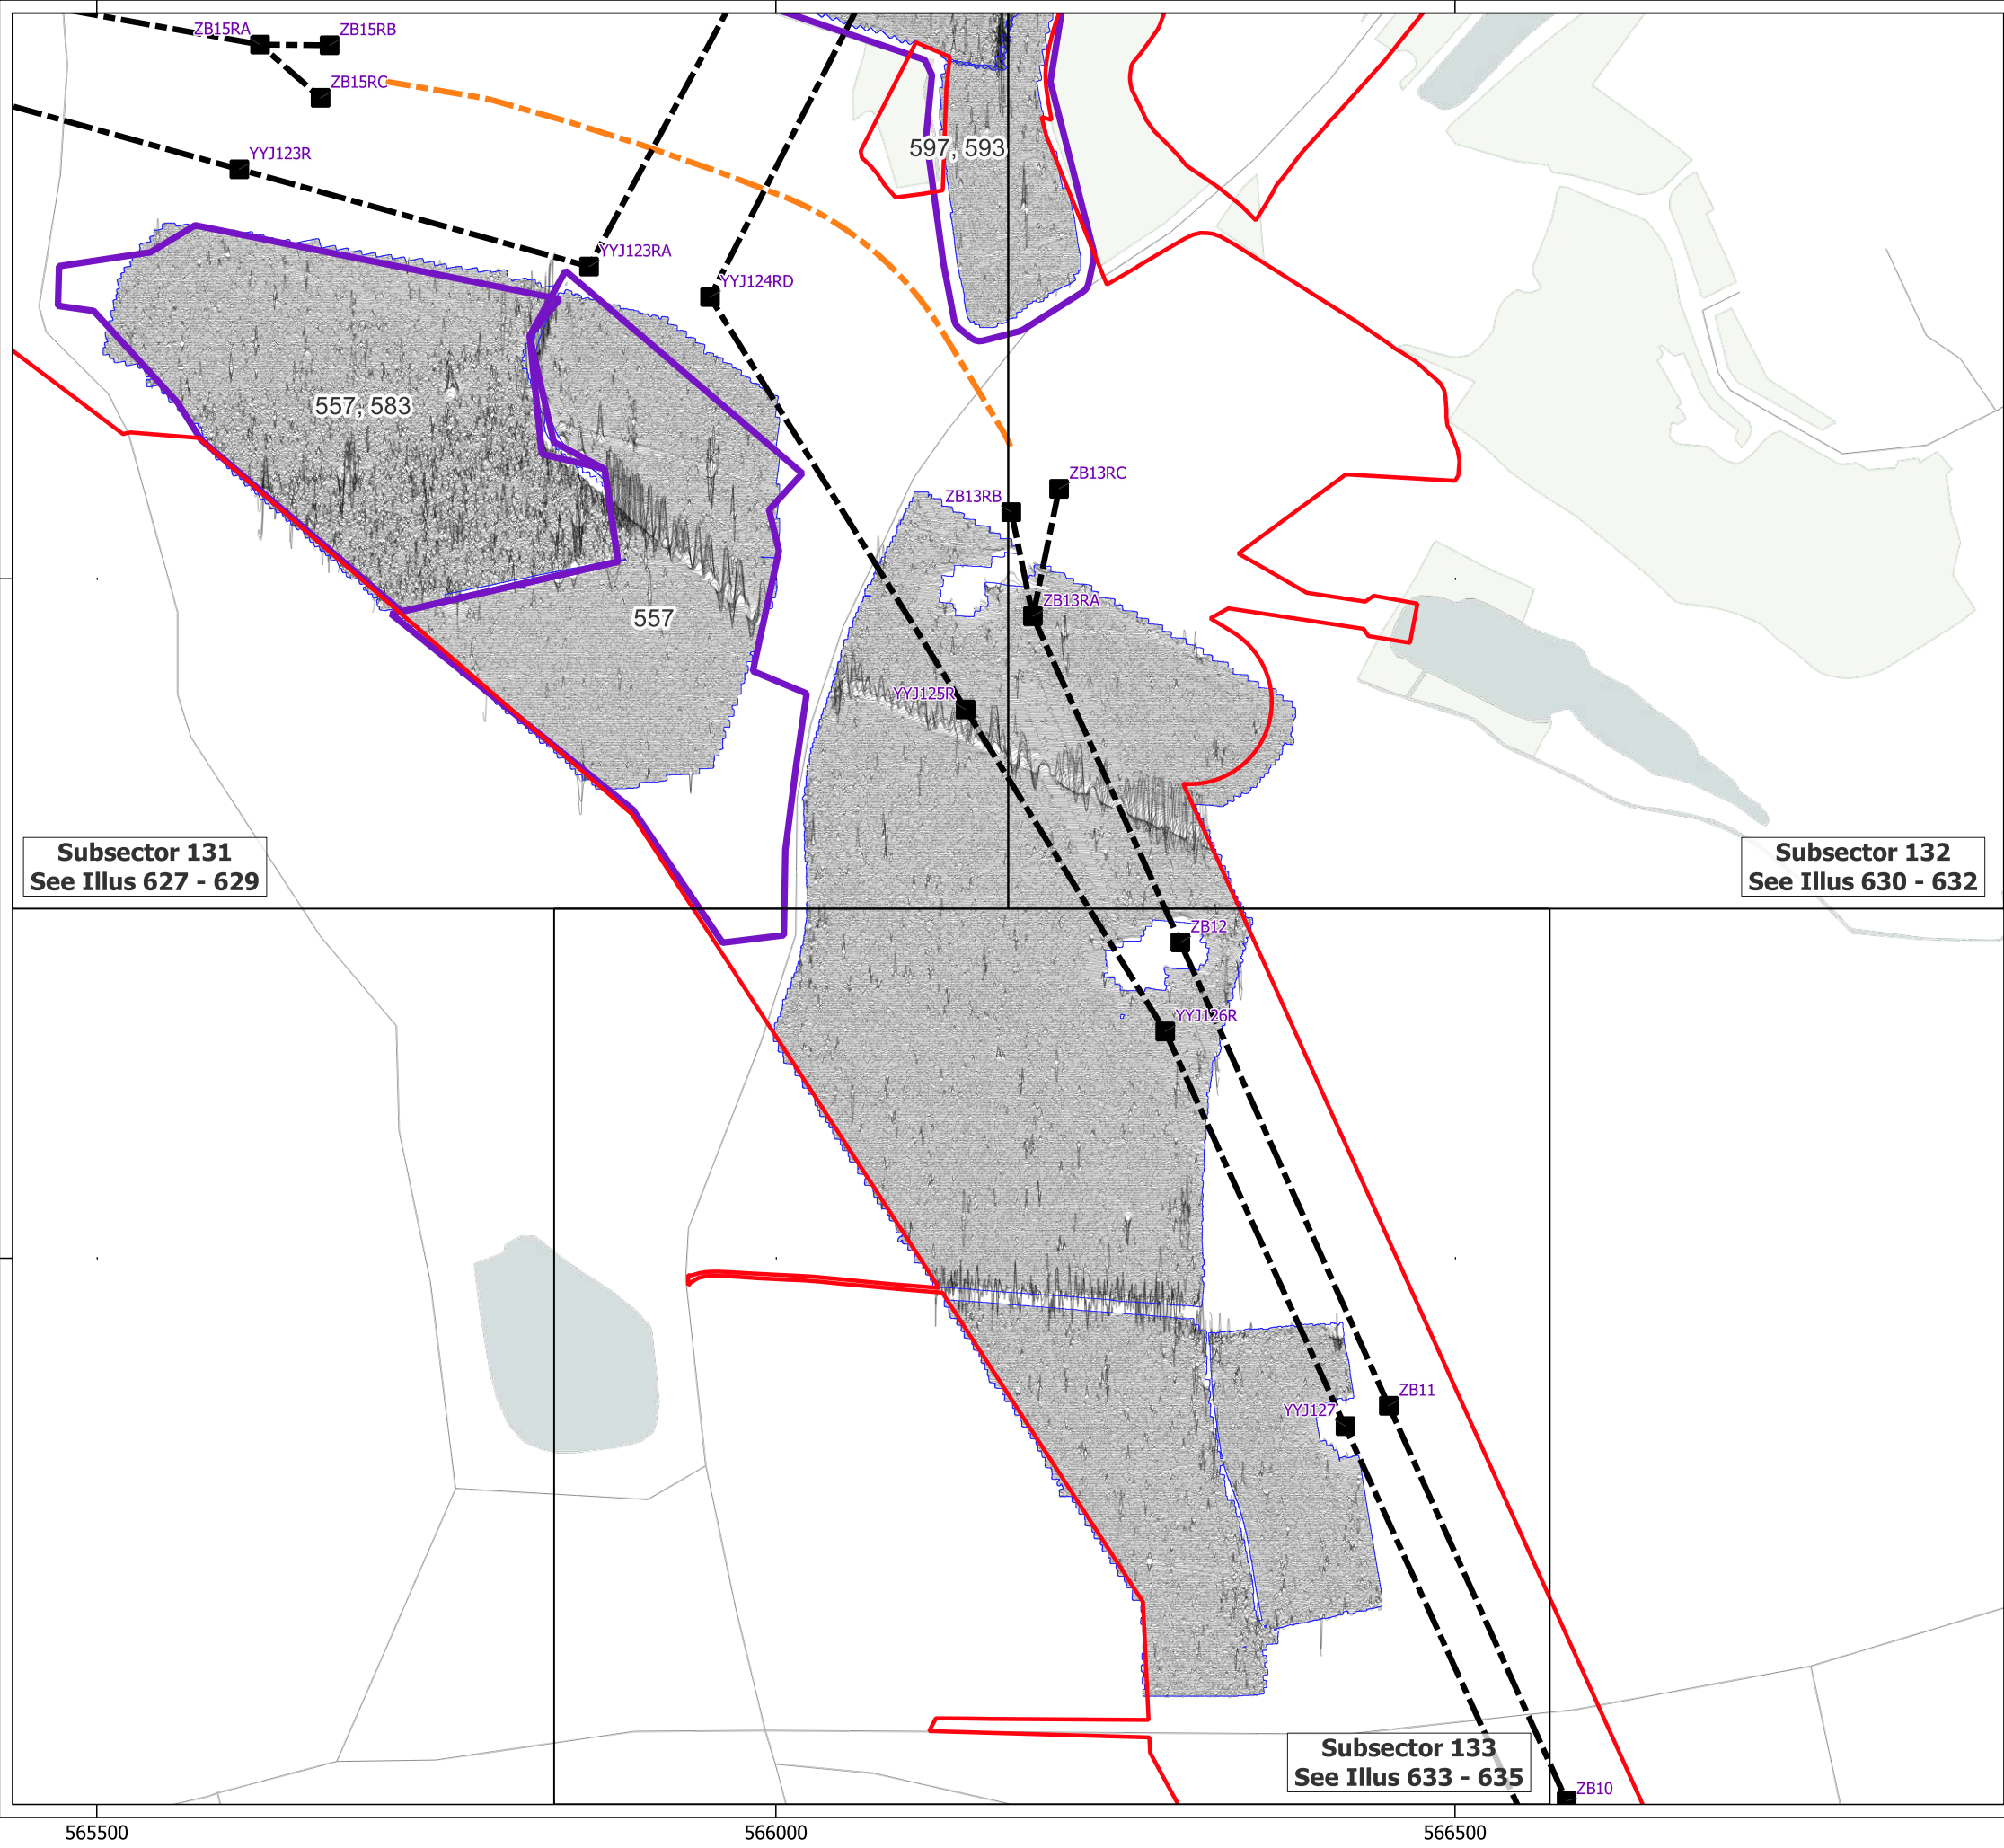 ZB15RA
ZB15RB
ZB15RC
YYJ123R
597, 593
YYJ123RA
YYJ124RD
557, 583
ZB13RC
ZB13RB
ZB13RA
557
YYJ125R
Subsector 131
See Illus 627 - 629
Subsector 132
See Illus 630 - 632
ZB12
YYJ126R
ZB11
YYJ127
Subsector 133
See Illus 633 - 635
ZB10
565500
566000
566500